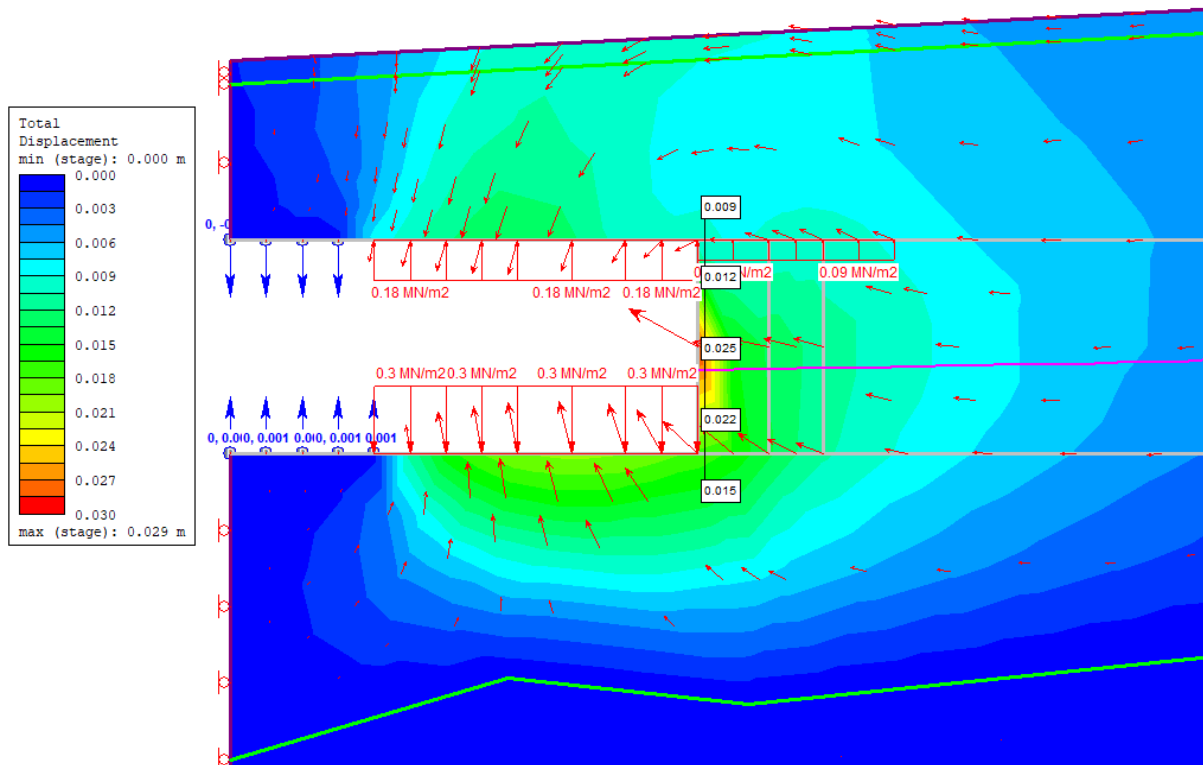 Total
Displacement
min (stage): 0.000 m
0.000
0.003
0.006
0.009
0.012
0.015
0.018
0.021
0.024
0.027
0.030
max (stage): 0.029 m
0.009
0.18 MN/m2
0.18 MN/m2
0.18 MN/m2
MN/m2
0.012
0.09 MN/m2
0.025
0.3 MN/m2
0.3 MN/m2
0.3 MN/m2
0.3 MN/m2
0.022
0.001
0.015